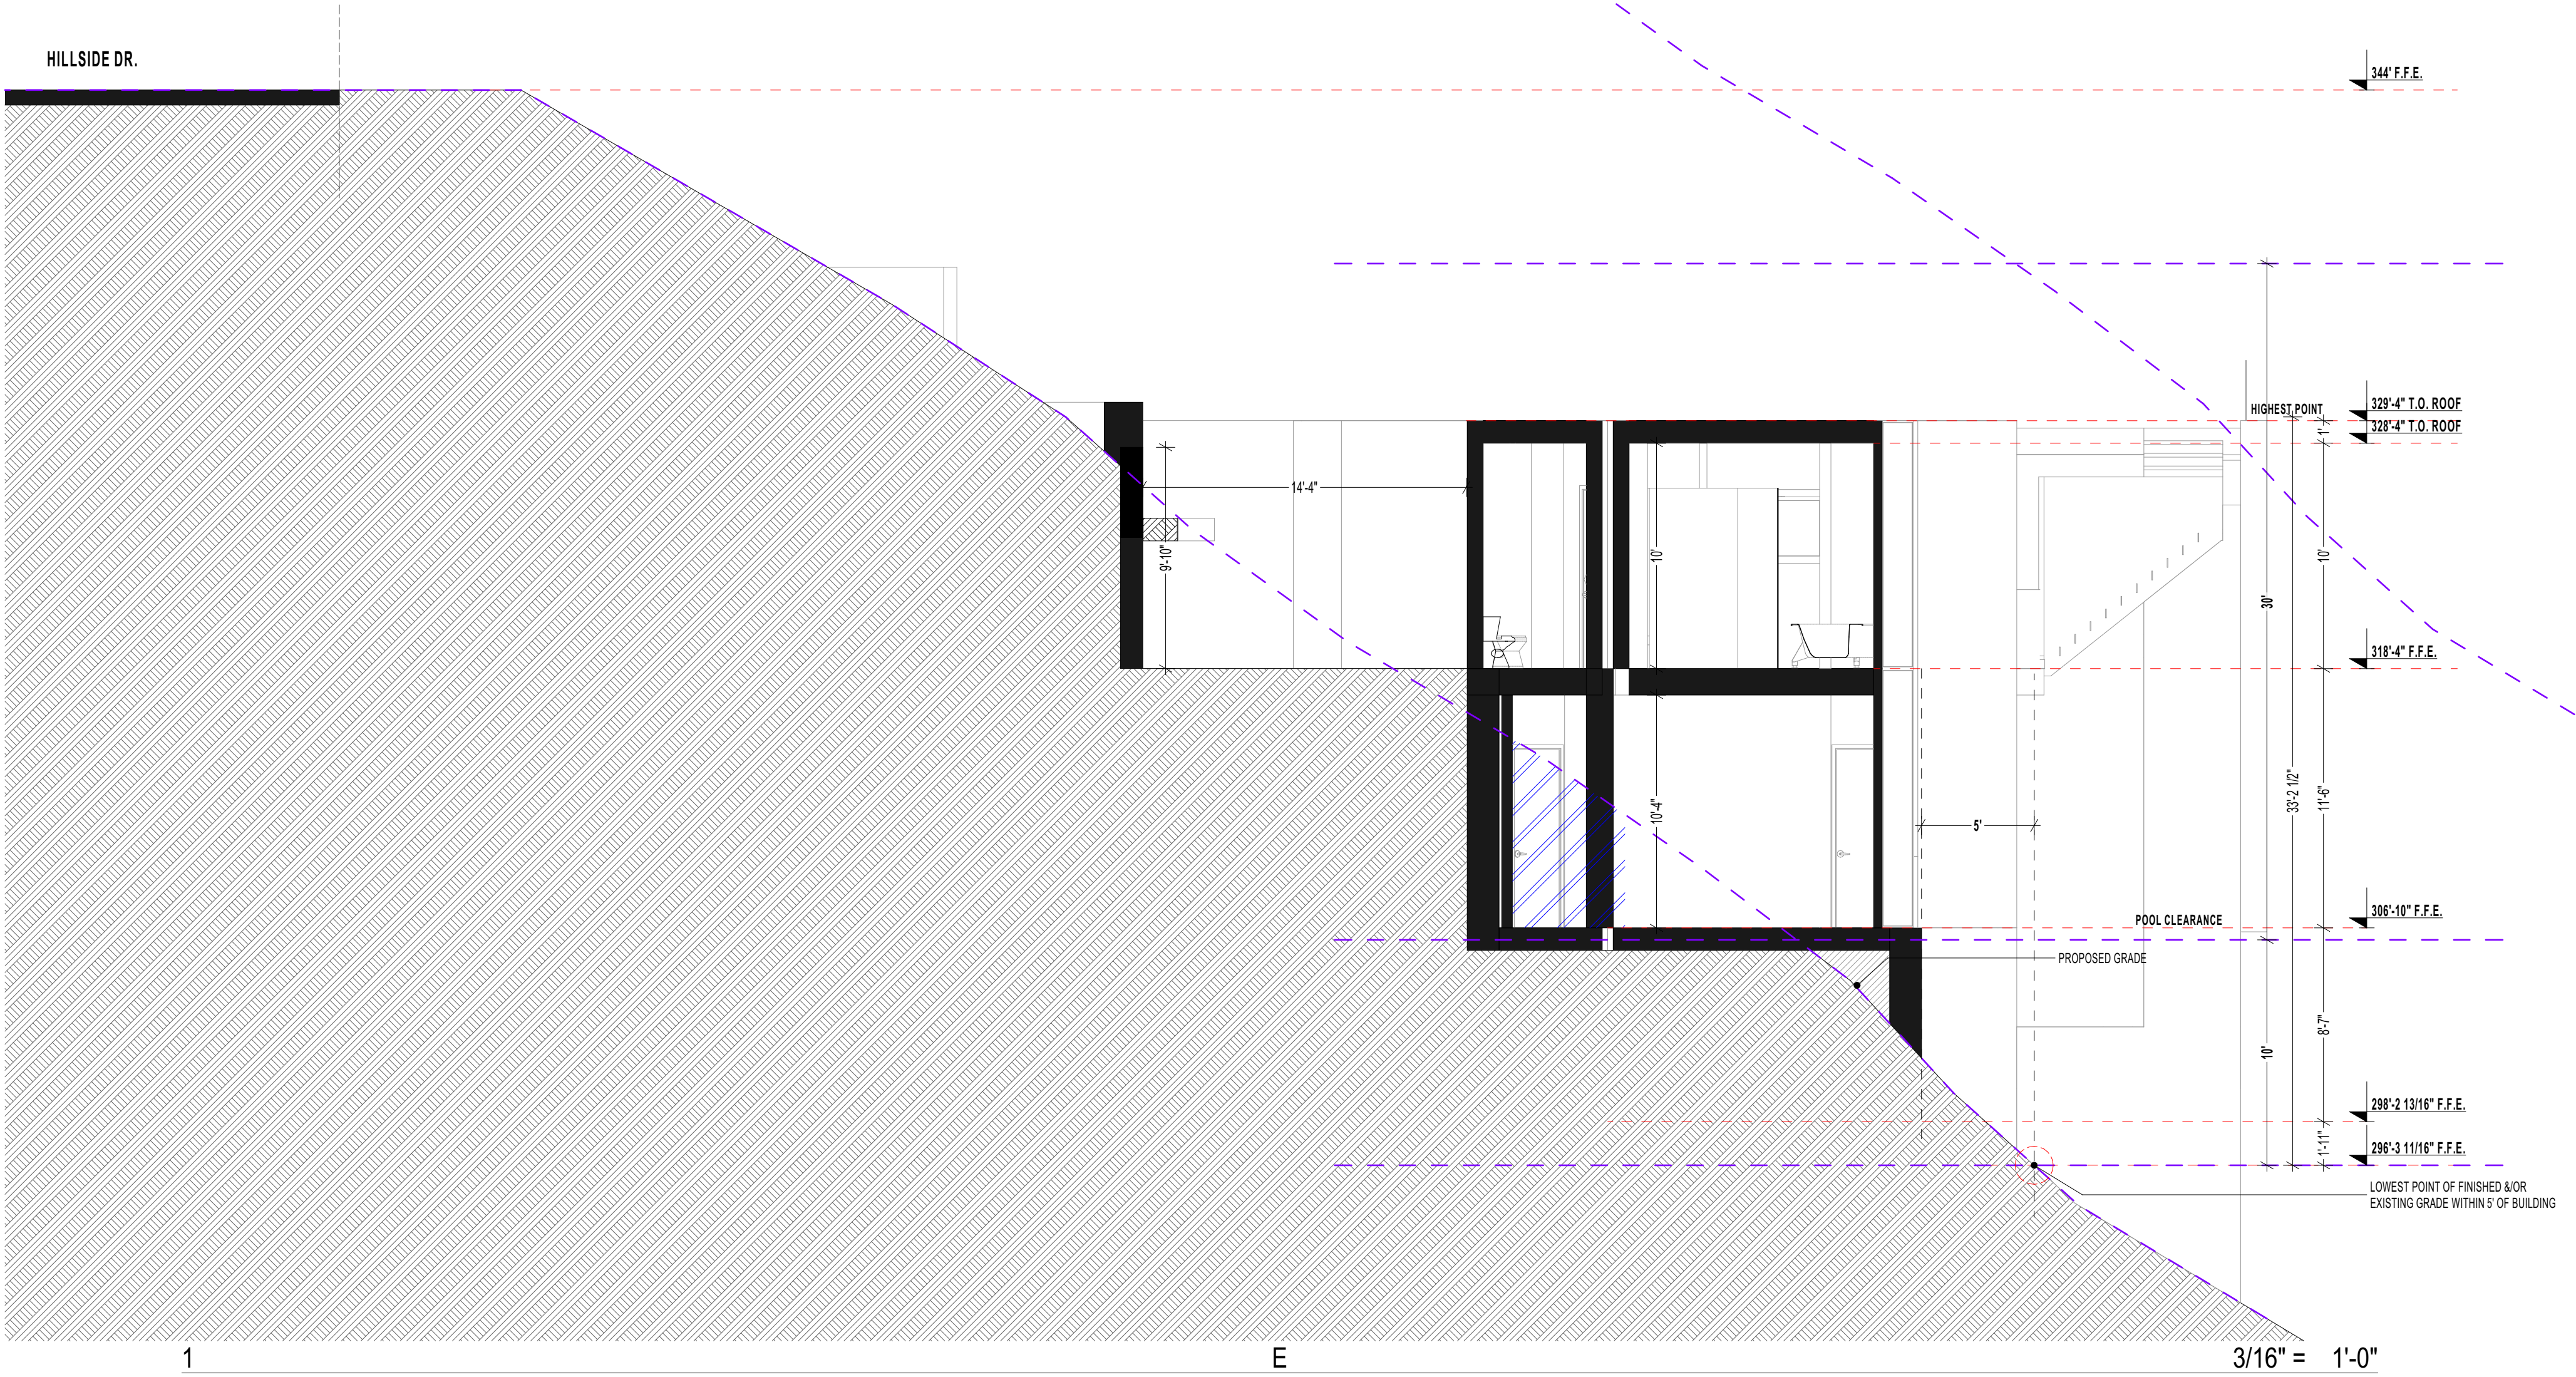 HILLSIDE DR.
344' F.F.E.
HIGHEST POINT
329'-4" T.O. ROOF
328'-4" T.O. ROOF
1'
14'-4"
9'-10"
10'
10'
30'
318'-4" F.F.E.
33'-2 1/2"
11'-6"
10'-4"
5'
306'-10" F.F.E.
POOL CLEARANCE
PROPOSED GRADE
8'-7"
10'
298'-2 13/16" F.F.E.
1'-11"
296'-3 11/16" F.F.E.
LOWEST POINT OF FINISHED &/OR
EXISTING GRADE WITHIN 5' OF BUILDING
1
E
3/16" = 1'-0"